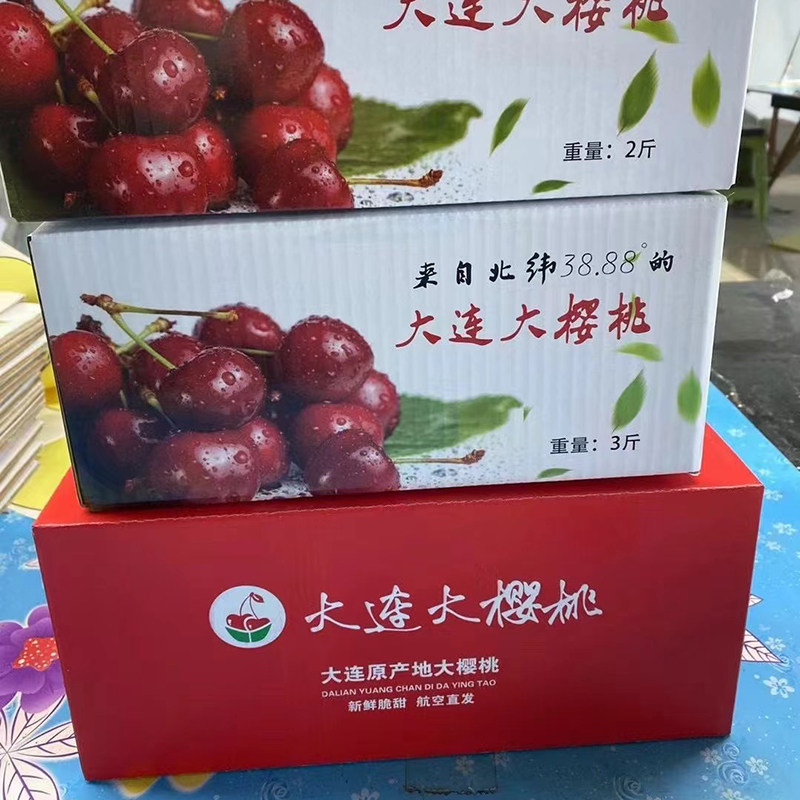 大连大樱桃
重量：2斤
来自北纬38.88°的
大连大樱桃
重量：3斤
大连大樱桃
大连原产地大樱桃
DALIAN YUANG CHAN DI DA YING TAO
新鲜脆甜 航空直发